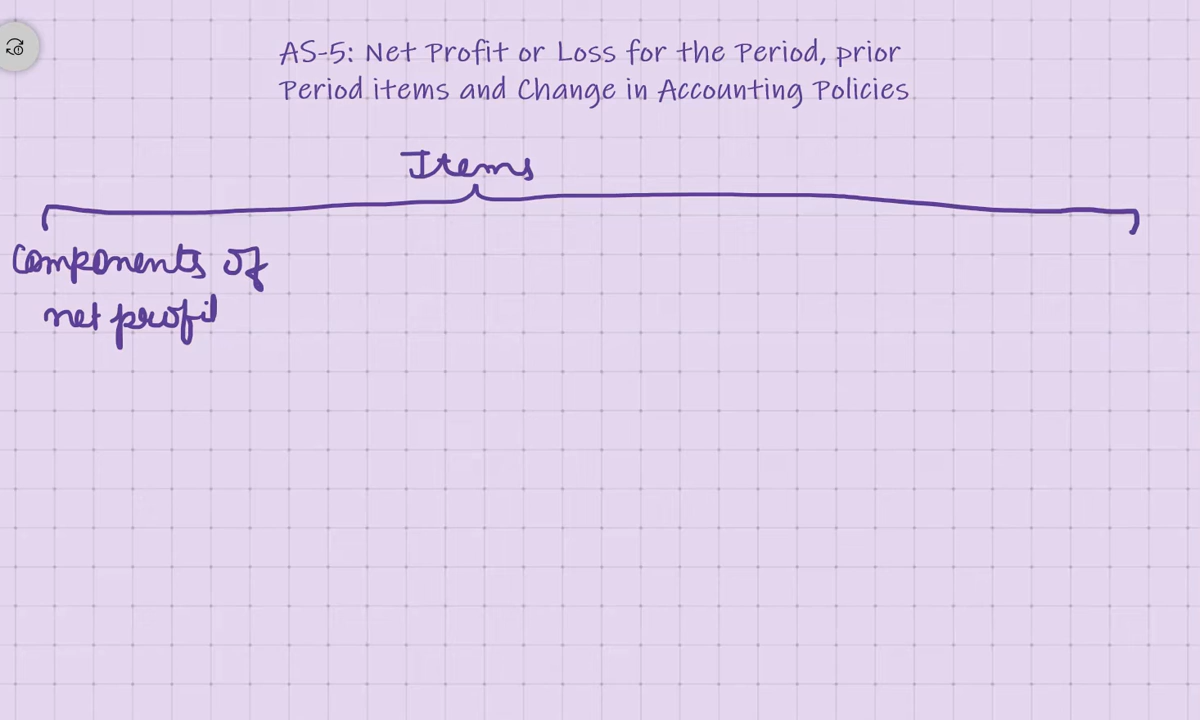 AS-5: Net Profit or Loss for the Period, prior
Period items and Change in Accounting Policies
Items
Components of
net profit